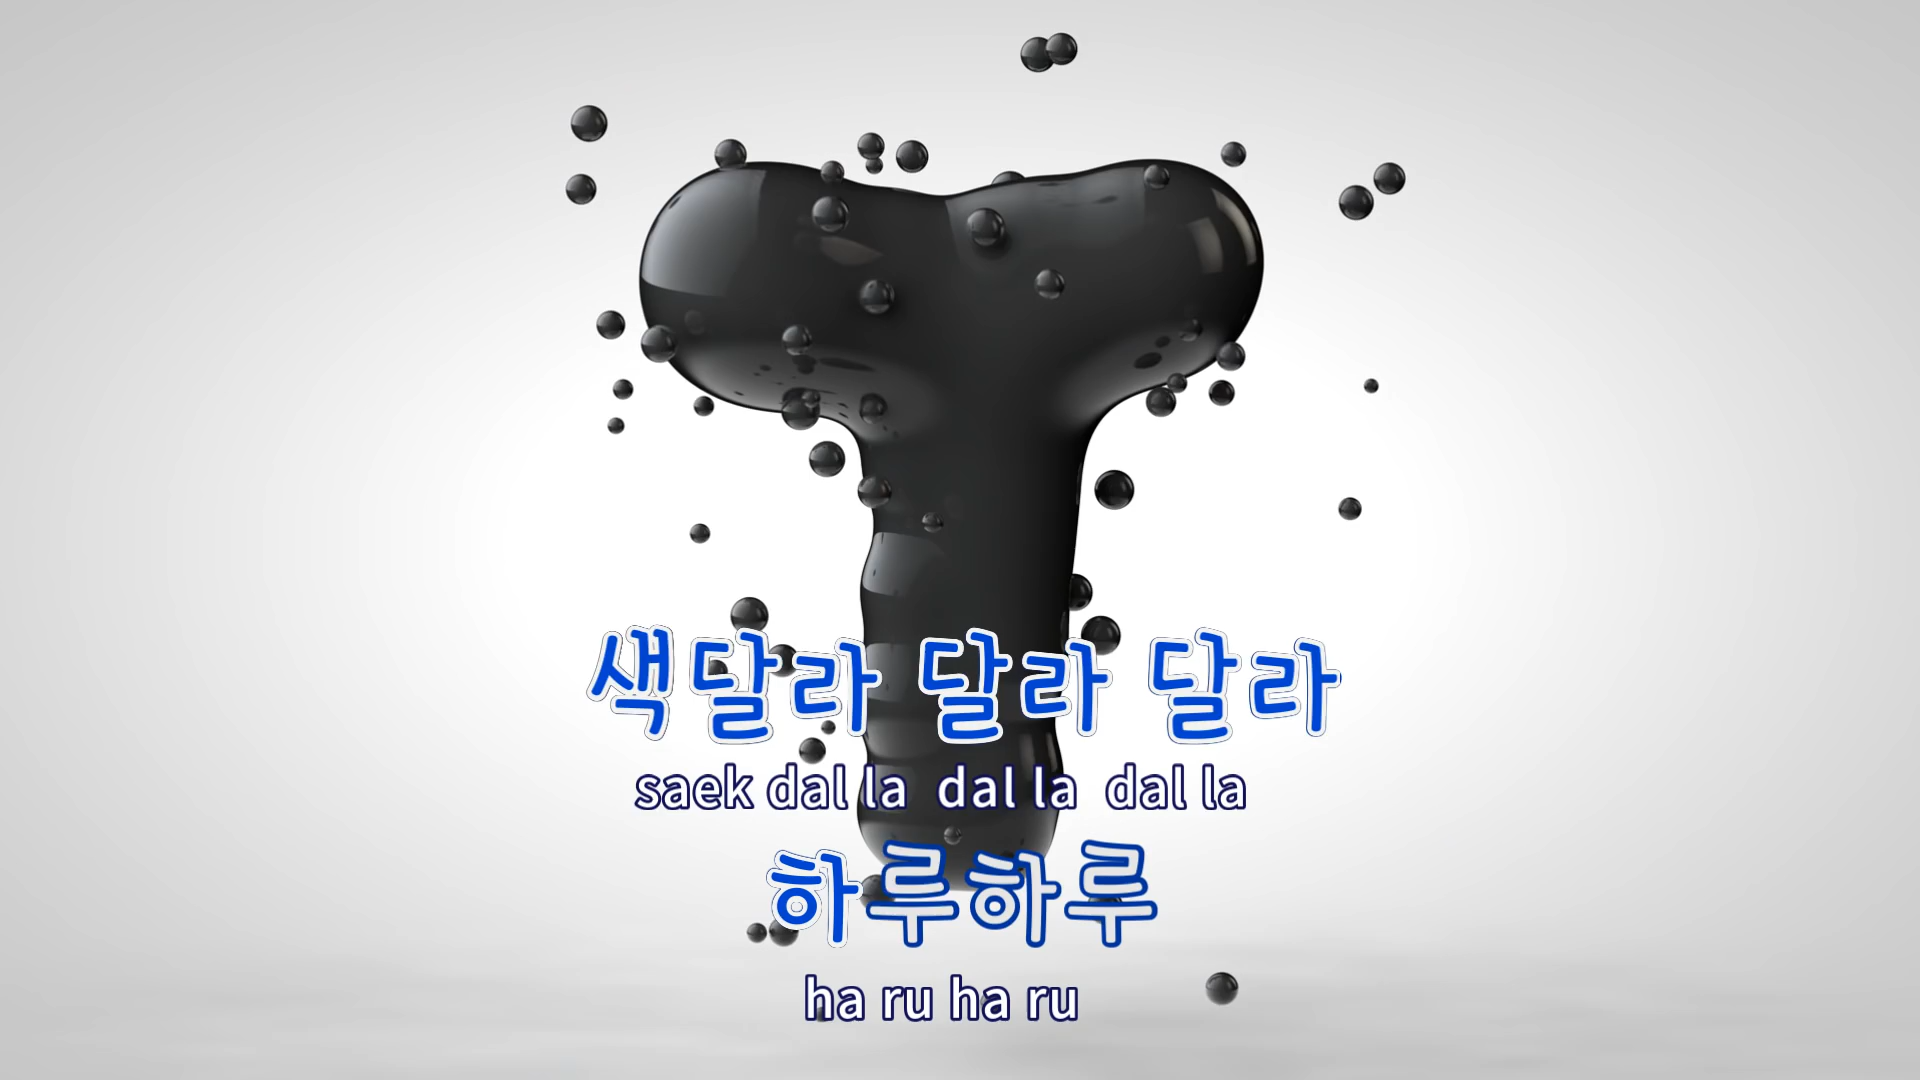 T
색달라 달라 달라
saek dal la dal la dal la
하루하루
ha ru ha ru